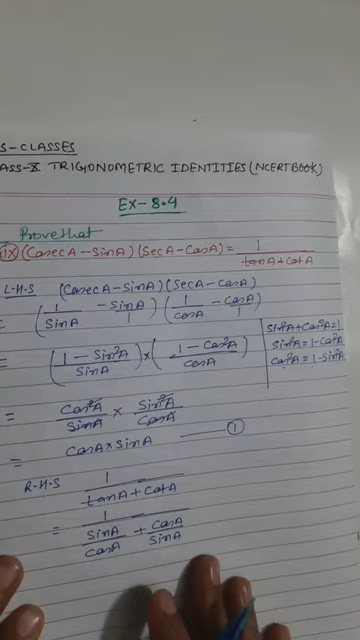 S-CLASSES
ASS-X TRIGONOMETRIC IDENTITIES (NCERT BOOK)
EX-8.4
Prove that
ix (CosecA-SinA) (SecA-CosA) = 1/(tanA+CotA)
L-H-S (CosecA-SinA) (SecA-CosA)
= (1/SinA - SinA/1) (1/CosA - CosA/1)
= (1-Sin²A/SinA) × (1-Cos²A/CosA)
Sin²A+Cos²A=1
Sin²A=1-Cos²A
Cos²A=1-Sin²A
= Cos²A/SinA × Sin²A/CosA
= CosA×SinA ——— ①
R-H-S 1/(tanA+CotA)
= 1/(SinA/CosA + CosA/SinA)